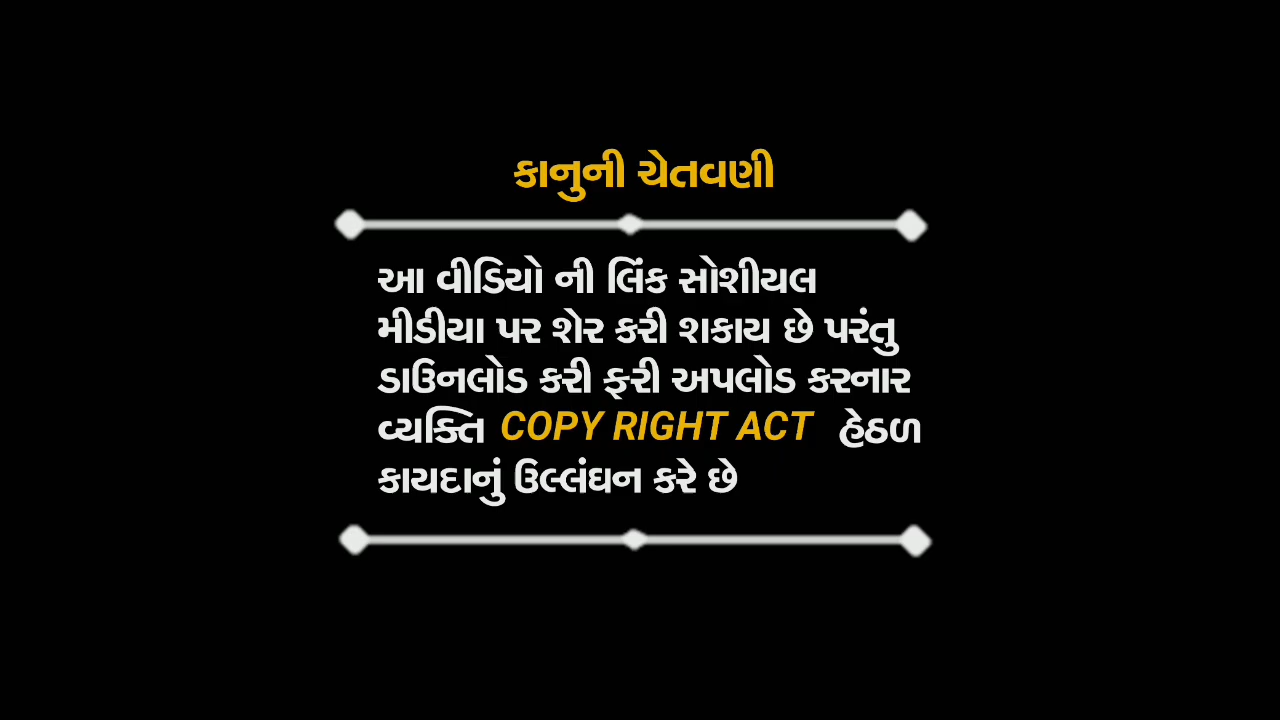 કાનુની ચેતવણી
આ વીડિયો ની લિંક સોશીયલ
મીડીયા પર શેર કરી શકાય છે પરંતુ
ડાઉનલોડ કરી ફરી અપલોડ કરનાર
વ્યક્તિ COPY RIGHT ACT હેઠળ
કાયદાનું ઉલ્લંઘન કરે છે